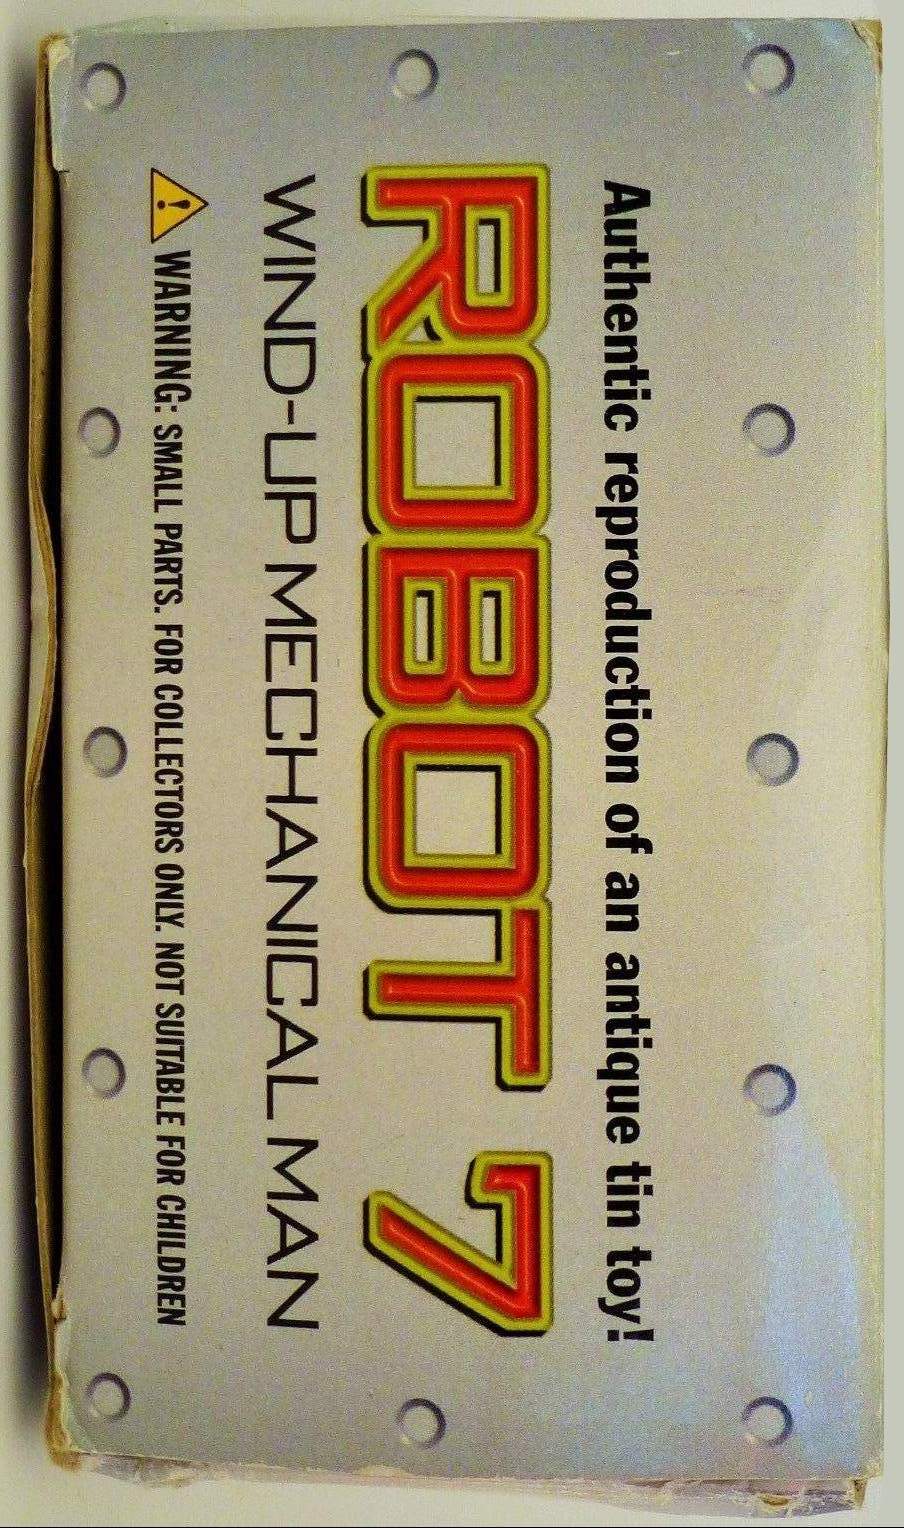 Authentic reproduction of an antique tin toy!
ROBOT 7
WIND-UP MECHANICAL MAN
WARNING: SMALL PARTS. FOR COLLECTORS ONLY. NOT SUITABLE FOR CHILDREN